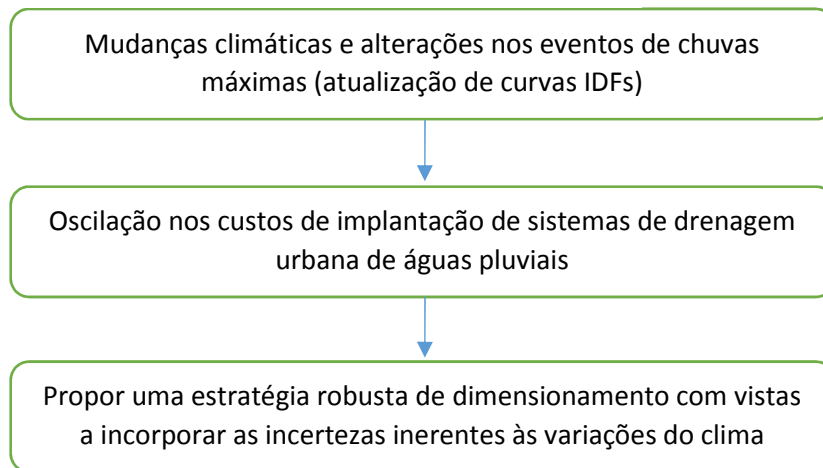 Mudanças climáticas e alterações nos eventos de chuvas
máximas (atualização de curvas IDFs)
Oscilação nos custos de implantação de sistemas de drenagem
urbana de águas pluviais
Propor uma estratégia robusta de dimensionamento com vistas
a incorporar as incertezas inerentes às variações do clima